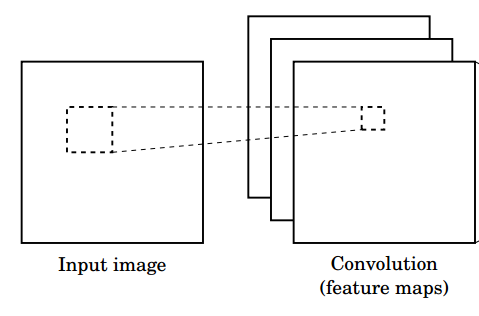 Input image
Convolution
(feature maps)